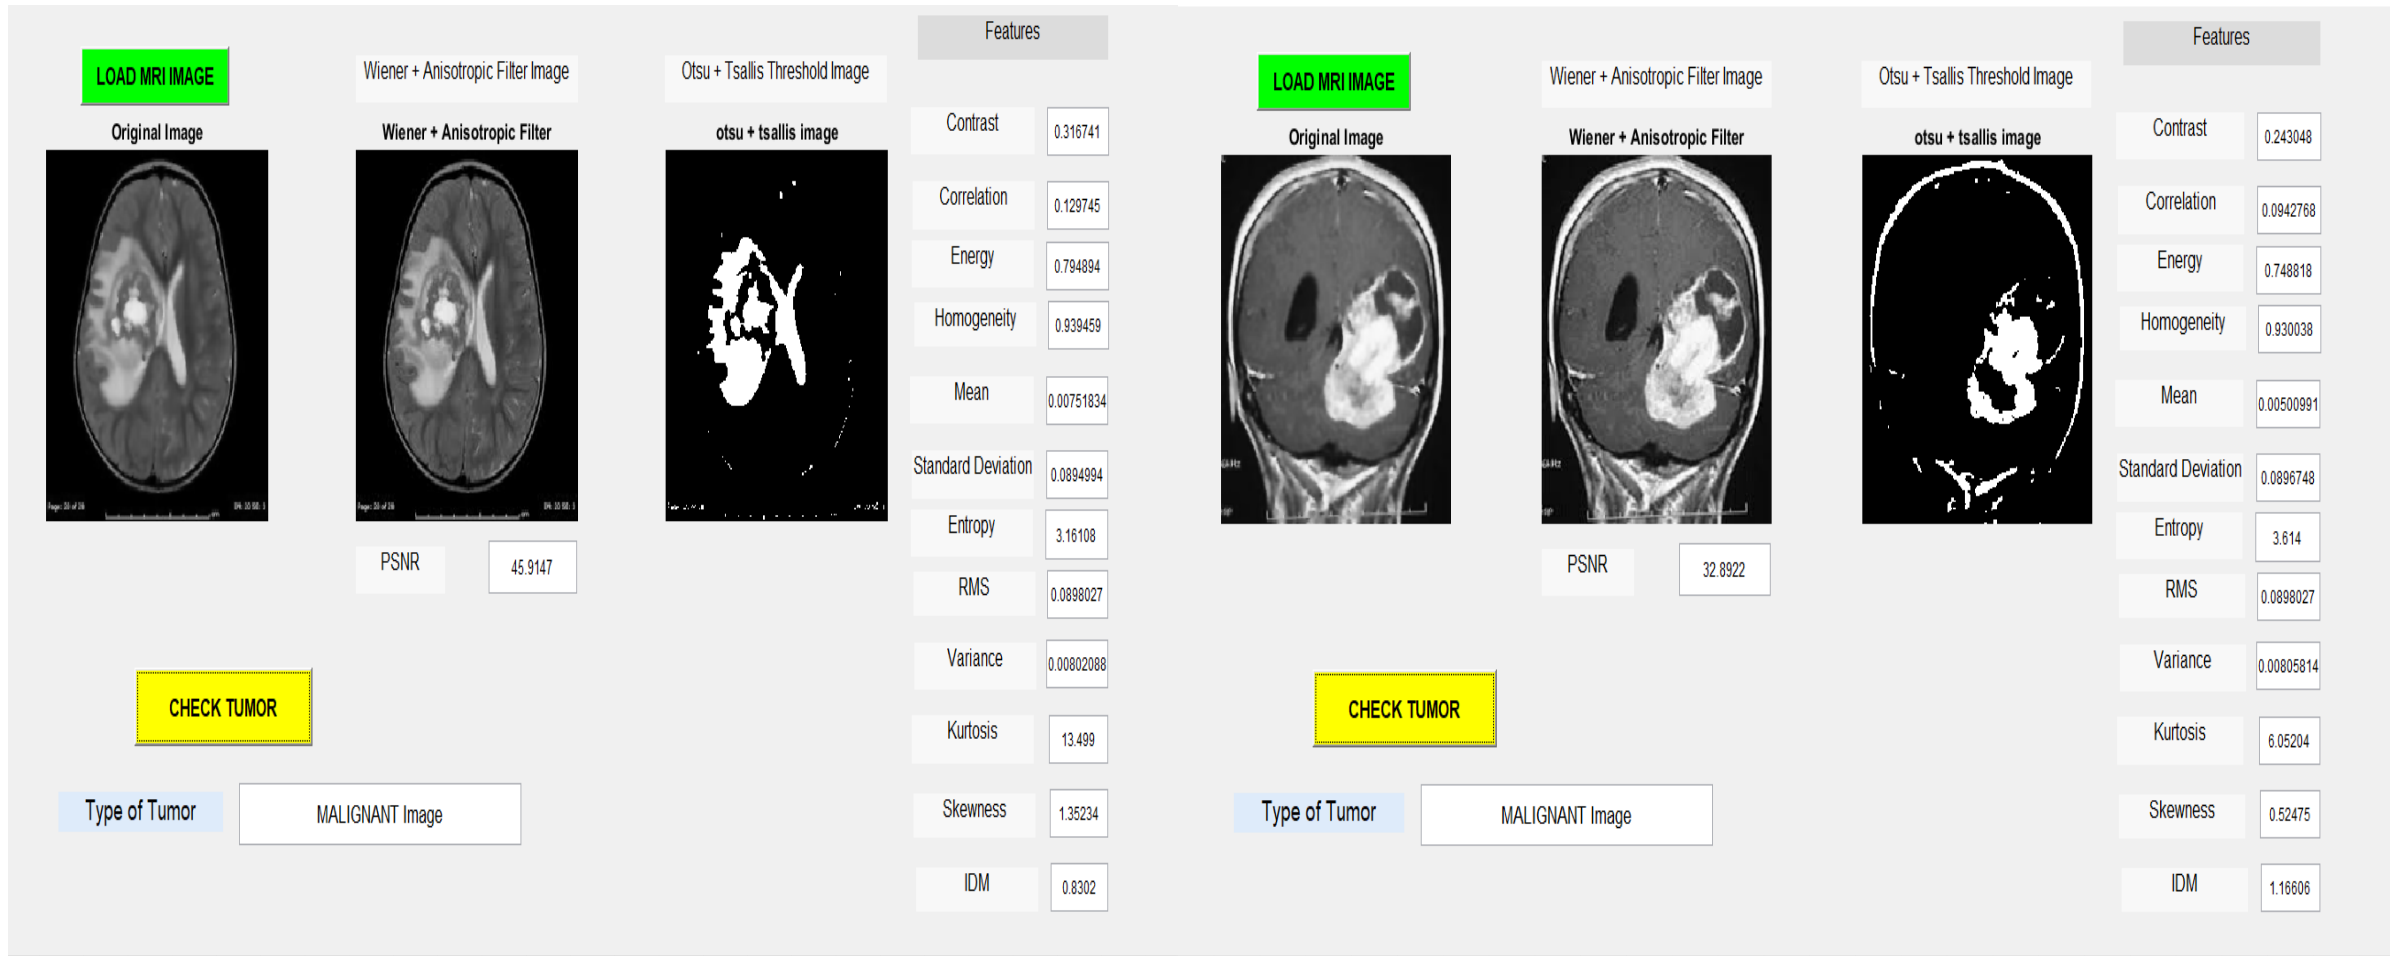 LOAD MRI IMAGE
Wiener + Anisotropic Filter Image
Otsu + Tsallis Threshold Image
Features
Original Image
Wiener + Anisotropic Filter
otsu + tsallis image
Contrast 0.316741
Correlation 0.129745
Energy 0.794894
Homogeneity 0.939459
Mean 0.00751834
Standard Deviation 0.0894994
Entropy 3.16108
RMS 0.0898027
Variance 0.00802088
Kurtosis 13.499
Skewness 1.35234
IDM 0.8302
PSNR 45.9147
CHECK TUMOR
Type of Tumor MALIGNANT Image
LOAD MRI IMAGE
Wiener + Anisotropic Filter Image
Otsu + Tsallis Threshold Image
Features
Original Image
Wiener + Anisotropic Filter
otsu + tsallis image
Contrast 0.243048
Correlation 0.0942768
Energy 0.748818
Homogeneity 0.930038
Mean 0.00500991
Standard Deviation 0.0896748
Entropy 3.614
RMS 0.0898027
Variance 0.00805814
Kurtosis 6.05204
Skewness 0.52475
IDM 1.16606
PSNR 32.8922
CHECK TUMOR
Type of Tumor MALIGNANT Image